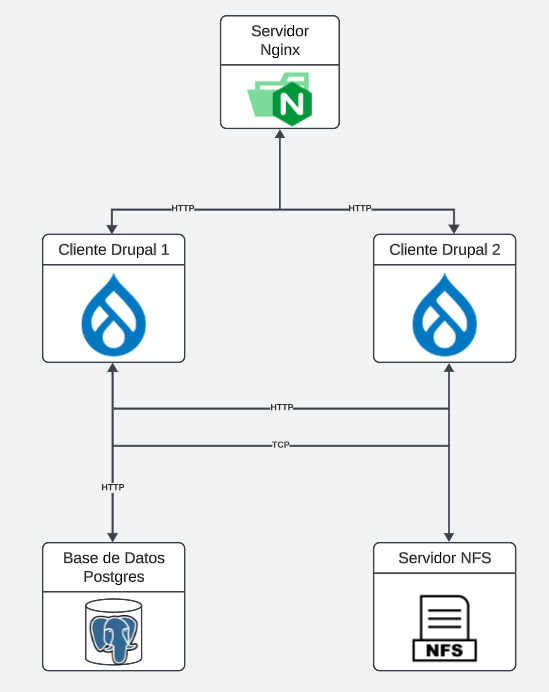 Servidor
Nginx
N
HTTP
HTTP
Cliente Drupal 1
Cliente Drupal 2
HTTP
TCP
HTTP
Base de Datos
Postgres
Servidor NFS
NFS